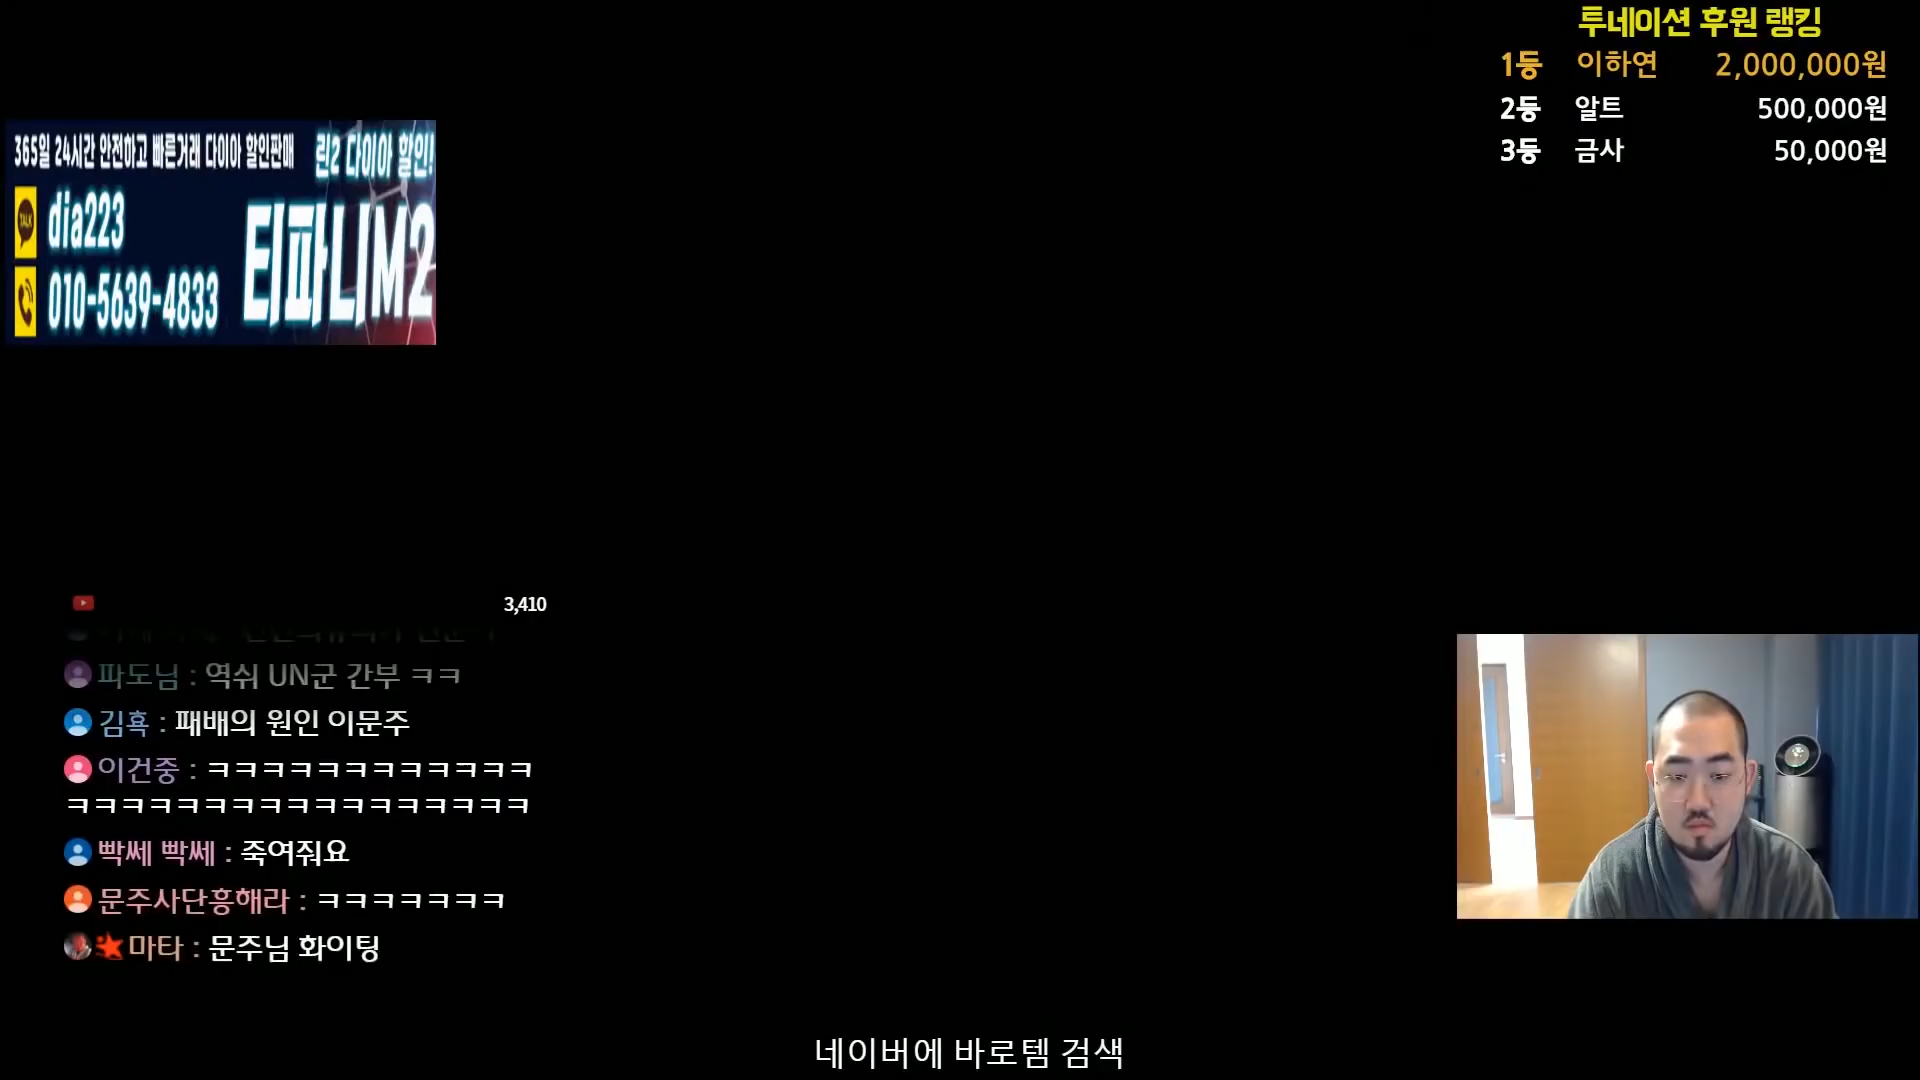 투네이션 후원 랭킹
1등 이하연 2,000,000원
2등 알트 500,000원
3등 금사 50,000원
365일 24시간 안전하고 빠른거래 다이아 할인판매
린2 다이아 할인!
TALK dia223
010-5639-4833
티파니M2
3,410
파도님 : 역쉬 UN군 간부 ㅋㅋ
김횩 : 패배의 원인 이문주
이건중 : ㅋㅋㅋㅋㅋㅋㅋㅋㅋㅋㅋㅋ
ㅋㅋㅋㅋㅋㅋㅋㅋㅋㅋㅋㅋㅋㅋㅋㅋㅋ
빡쎄 빡쎄 : 죽여줘요
문주사단흥해라 : ㅋㅋㅋㅋㅋㅋㅋ
마타 : 문주님 화이팅
네이버에 바로템 검색